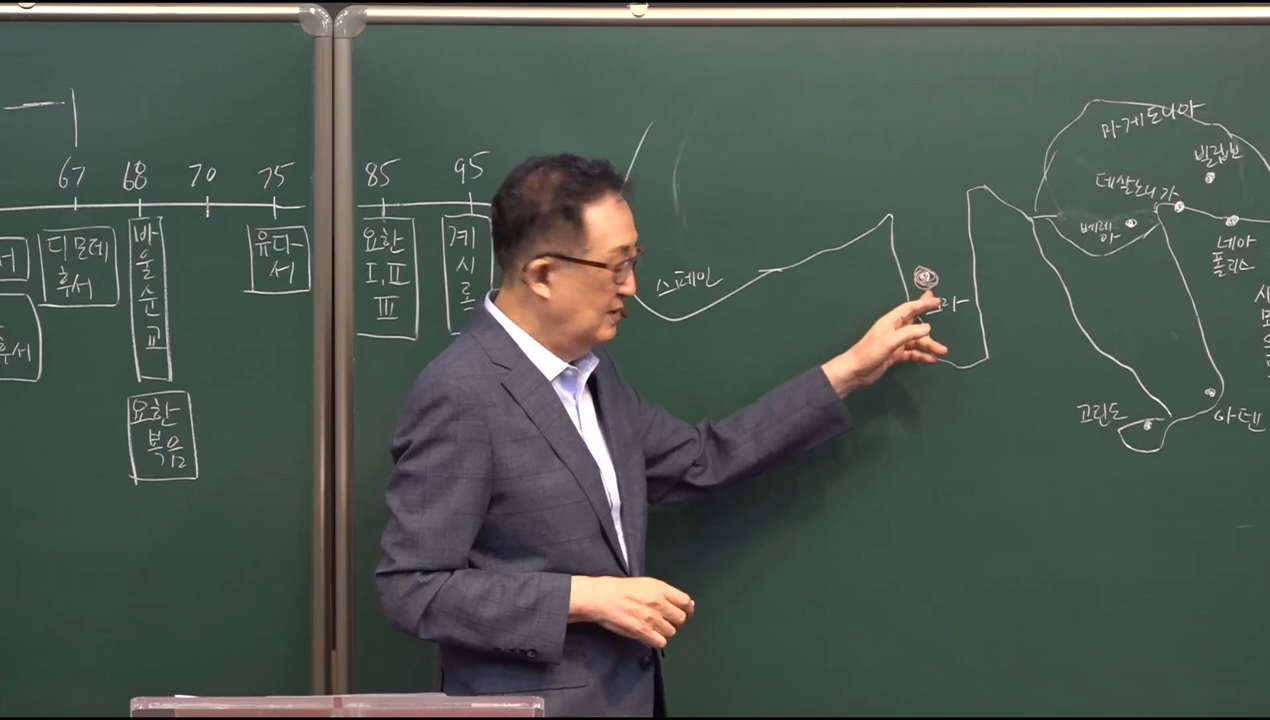 67 68 70 75 85 95
디모데
후서
바
울
순
교
요한
복음
유다
서
요한
I, II
III
계
시
록
후서
스페인
마게도니아
빌립보
데살로니가
베레
아
네아
폴리스
고린도
아덴